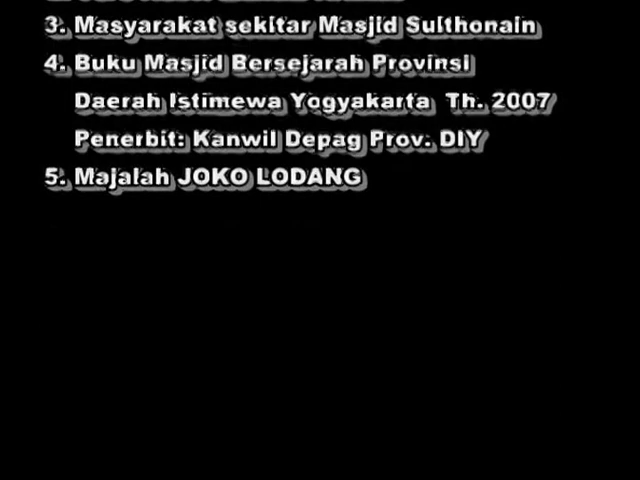 3. Masyarakat sekitar Masjid Sulthonain
4. Buku Masjid Bersejarah Provinsi
Daerah Istimewa Yogyakarta Th. 2007
Penerbit: Kanwil Depag Prov. DIY
5. Majalah JOKO LODANG